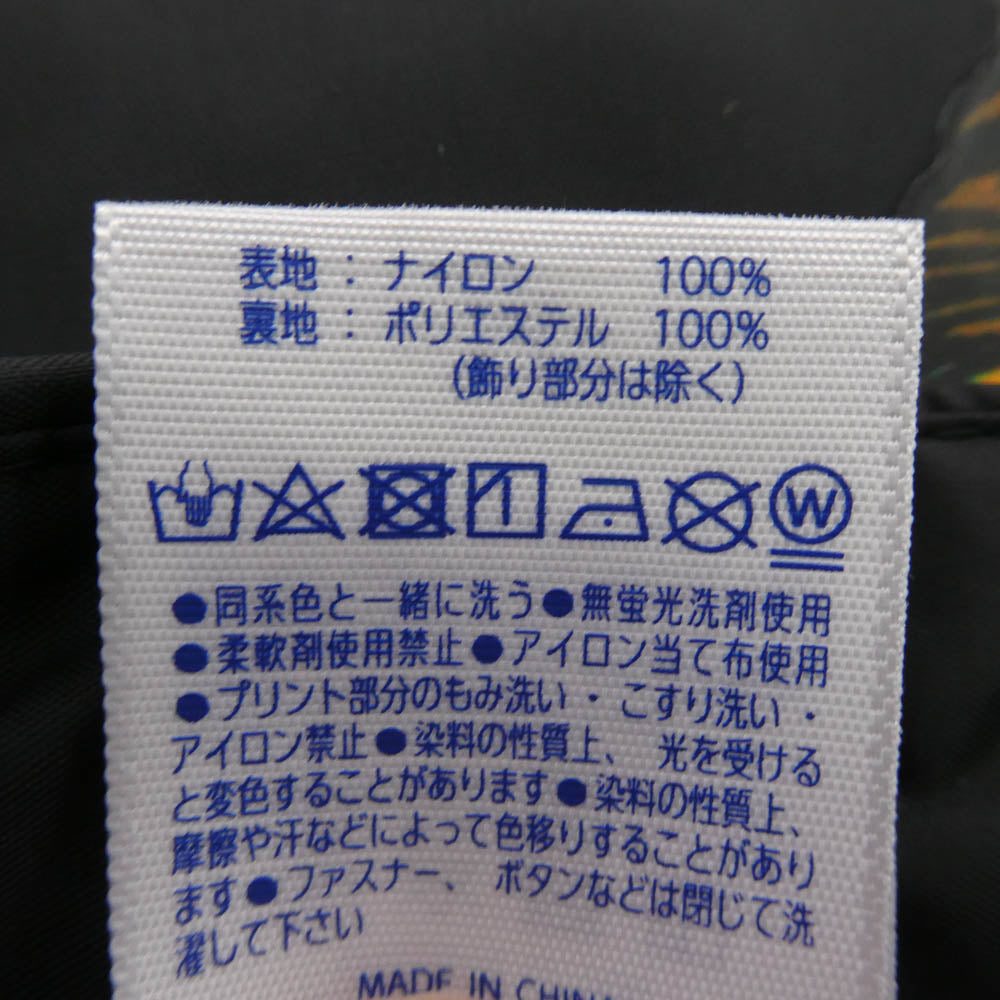 表地：ナイロン 100%
裏地：ポリエステル 100%
（飾り部分は除く）
W
●同系色と一緒に洗う●無蛍光洗剤使用
●柔軟剤使用禁止●アイロン当て布使用
●プリント部分のもみ洗い・こすり洗い・
アイロン禁止●染料の性質上、光を受ける
と変色することがあります●染料の性質上、
摩擦や汗などによって色移りすることがあり
ます●ファスナー、ボタンなどは閉じて洗
濯して下さい
MADE IN CHINA